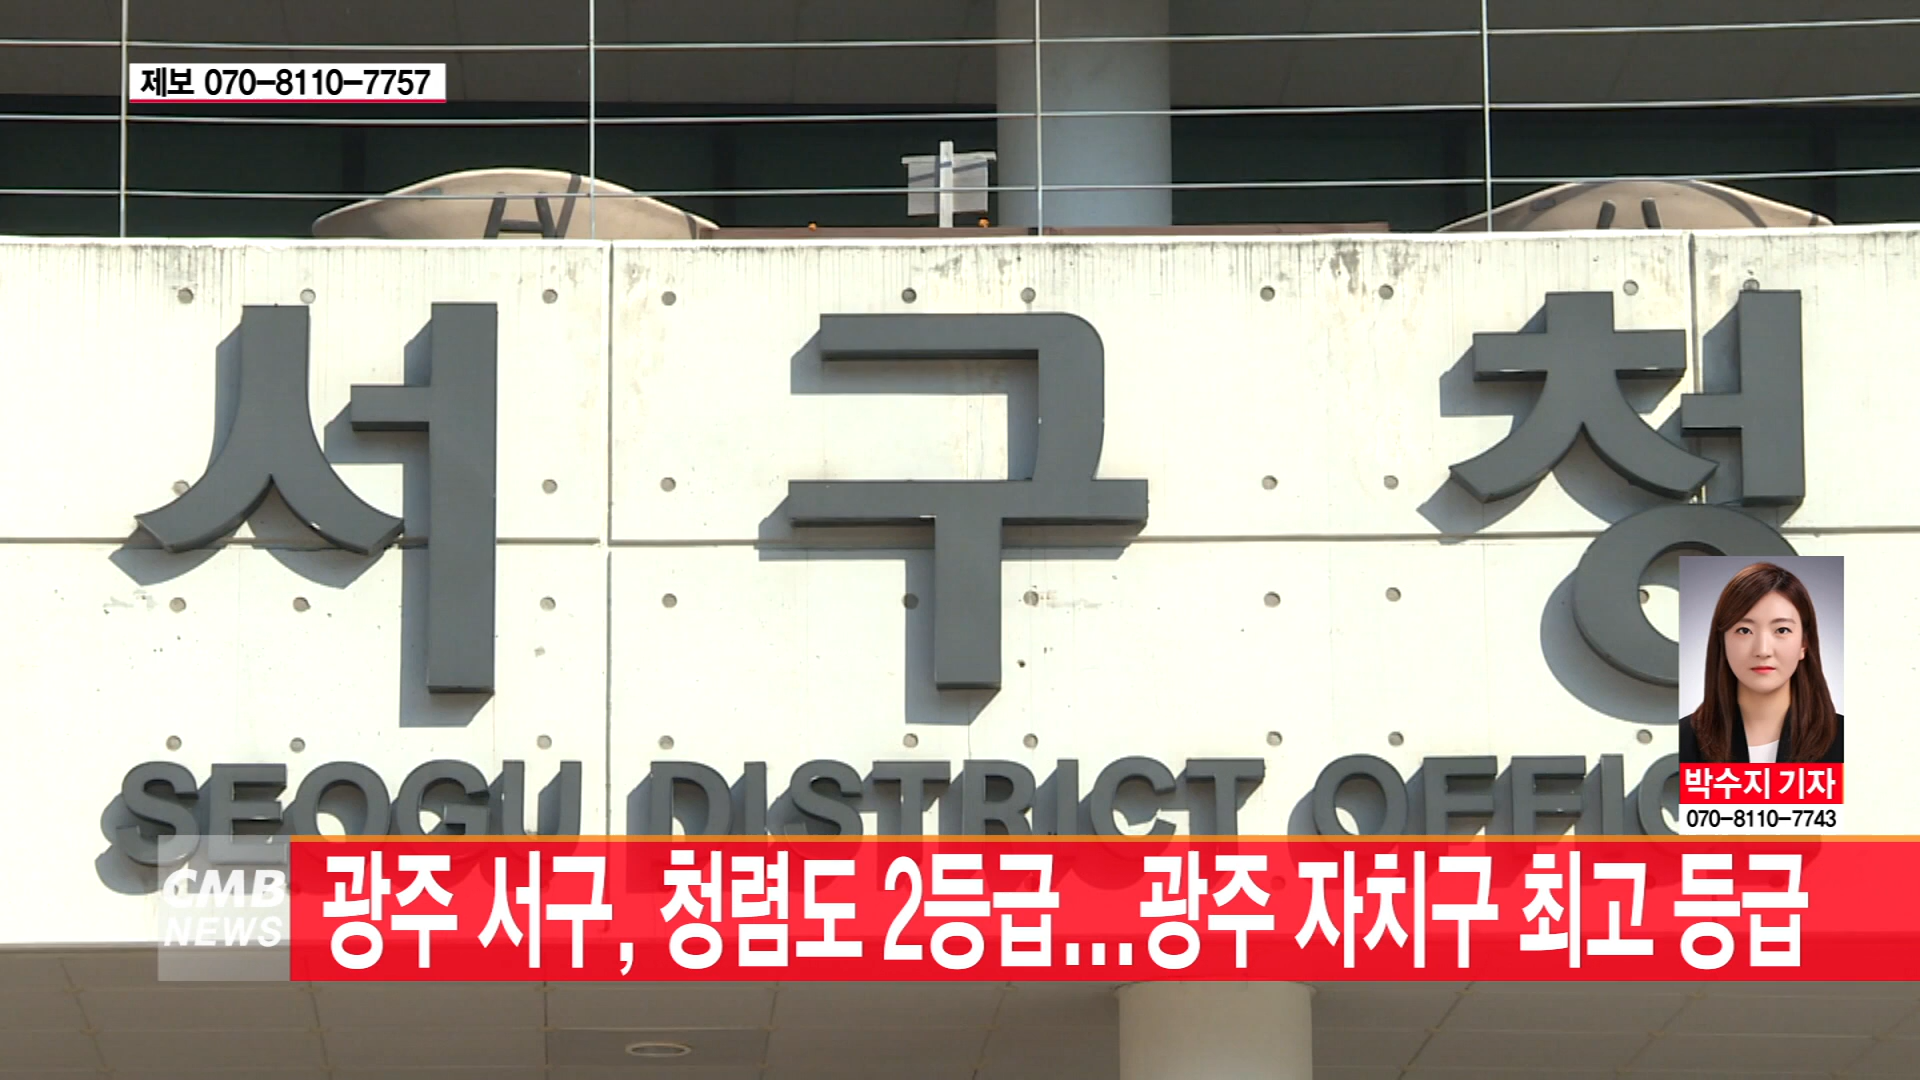 제보 070-8110-7757
서구청
SEOGU DISTRICT OFFIC
박수지 기자
070-8110-7743
CMB
NEWS
광주 서구, 청렴도 2등급...광주 자치구 최고 등급